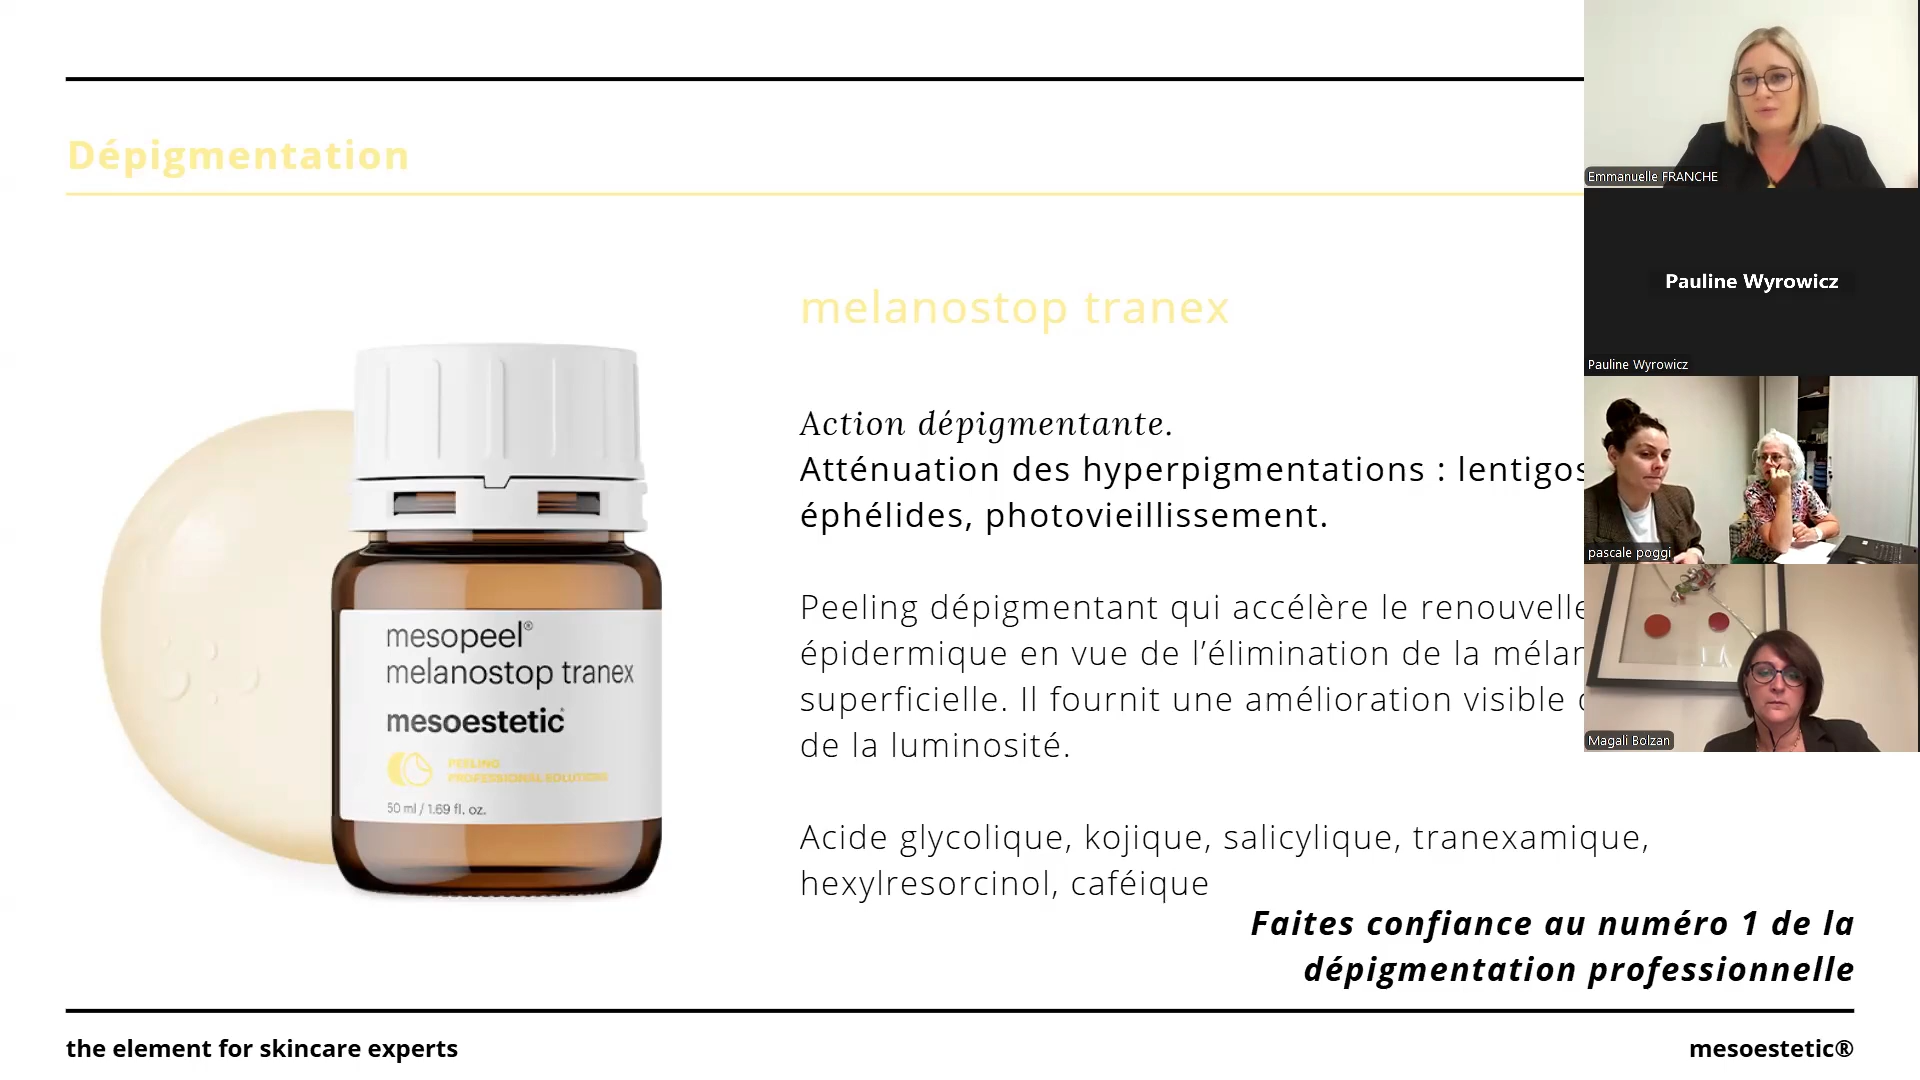 Dépigmentation
melanostop tranex
Action dépigmentante.
Atténuation des hyperpigmentations : lentigos
éphélides, photovieillissement.
Peeling dépigmentant qui accélère le
épidermique en vue de l’élimination de la
superficielle. Il fournit une amélioration visible
de la luminosité.
Acide glycolique, kojique, salicylique, tranexamique,
hexylresorcinol, caféique
Faites confiance au numéro 1 de la
dépigmentation professionnelle
mesopeel®
melanostop tranex
mesoestetic®
PEELING
PROFESSIONAL SOLUTIONS
50 ml / 1.69 fl. oz.
the element for skincare experts
mesoestetic®
Emmanuelle FRANCHE
Pauline Wyrowicz
Pauline Wyrowicz
pascale poggi
Magali Bolzan